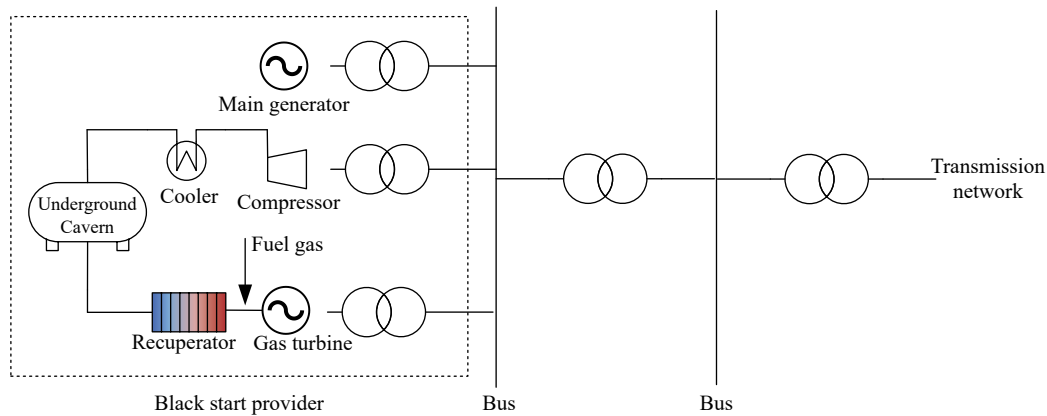 Main generator
Cooler
Compressor
Underground
Cavern
Fuel gas
Recuperator
Gas turbine
Black start provider
Bus
Bus
Transmission
network